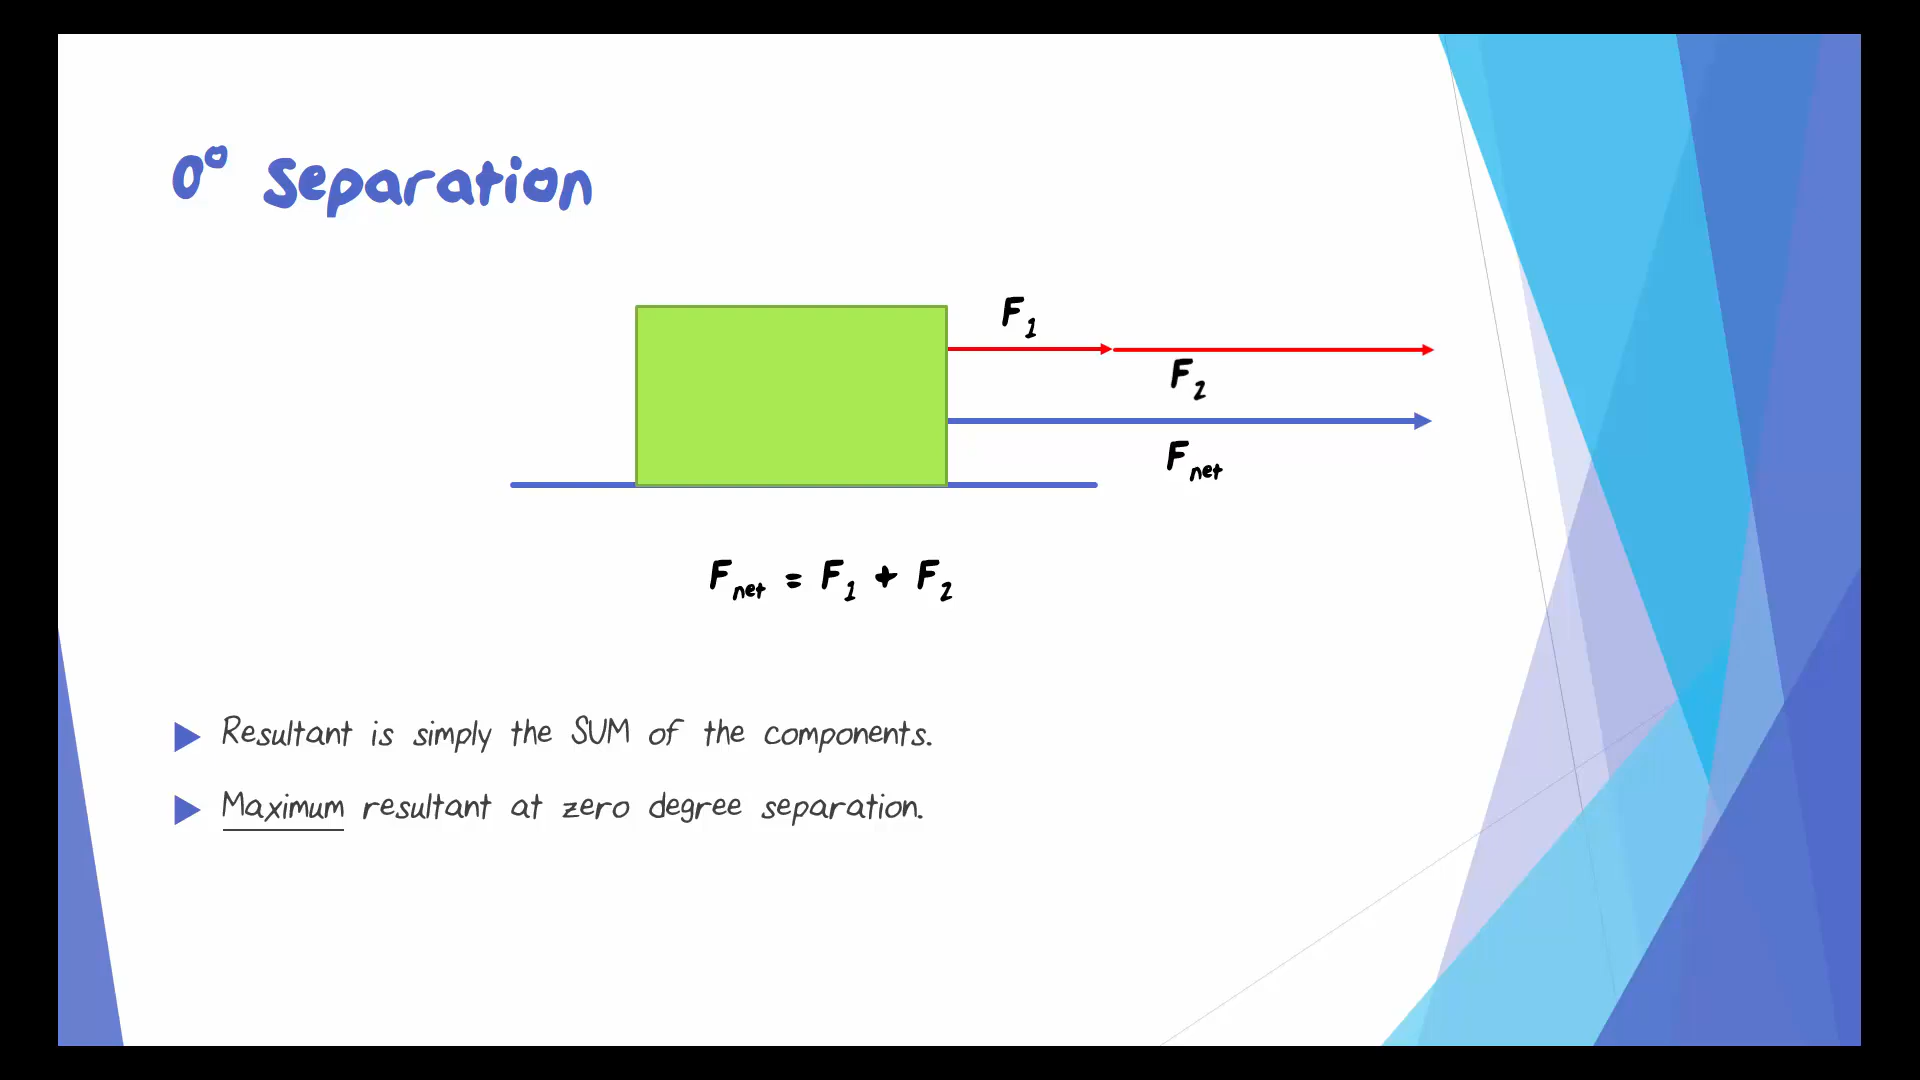 0° Separation
F₁
F₂
Fₙₑₜ
Fₙₑₜ = F₁ + F₂
Resultant is simply the SUM of the components.
Maximum resultant at zero degree separation.